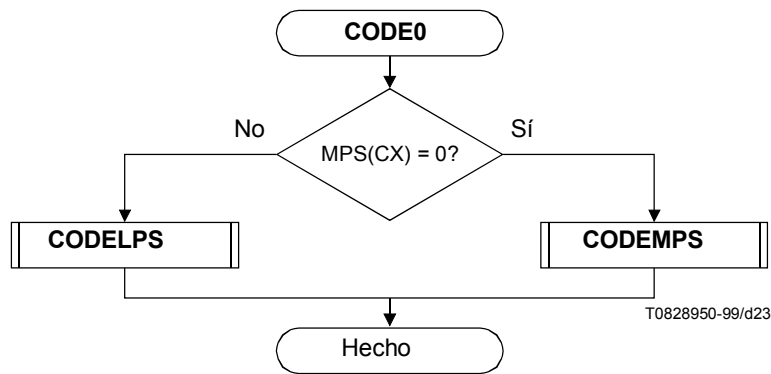 CODE0
No
Sí
MPS(CX) = 0?
CODELPS
CODEMPS
T0828950-99/d23
Hecho